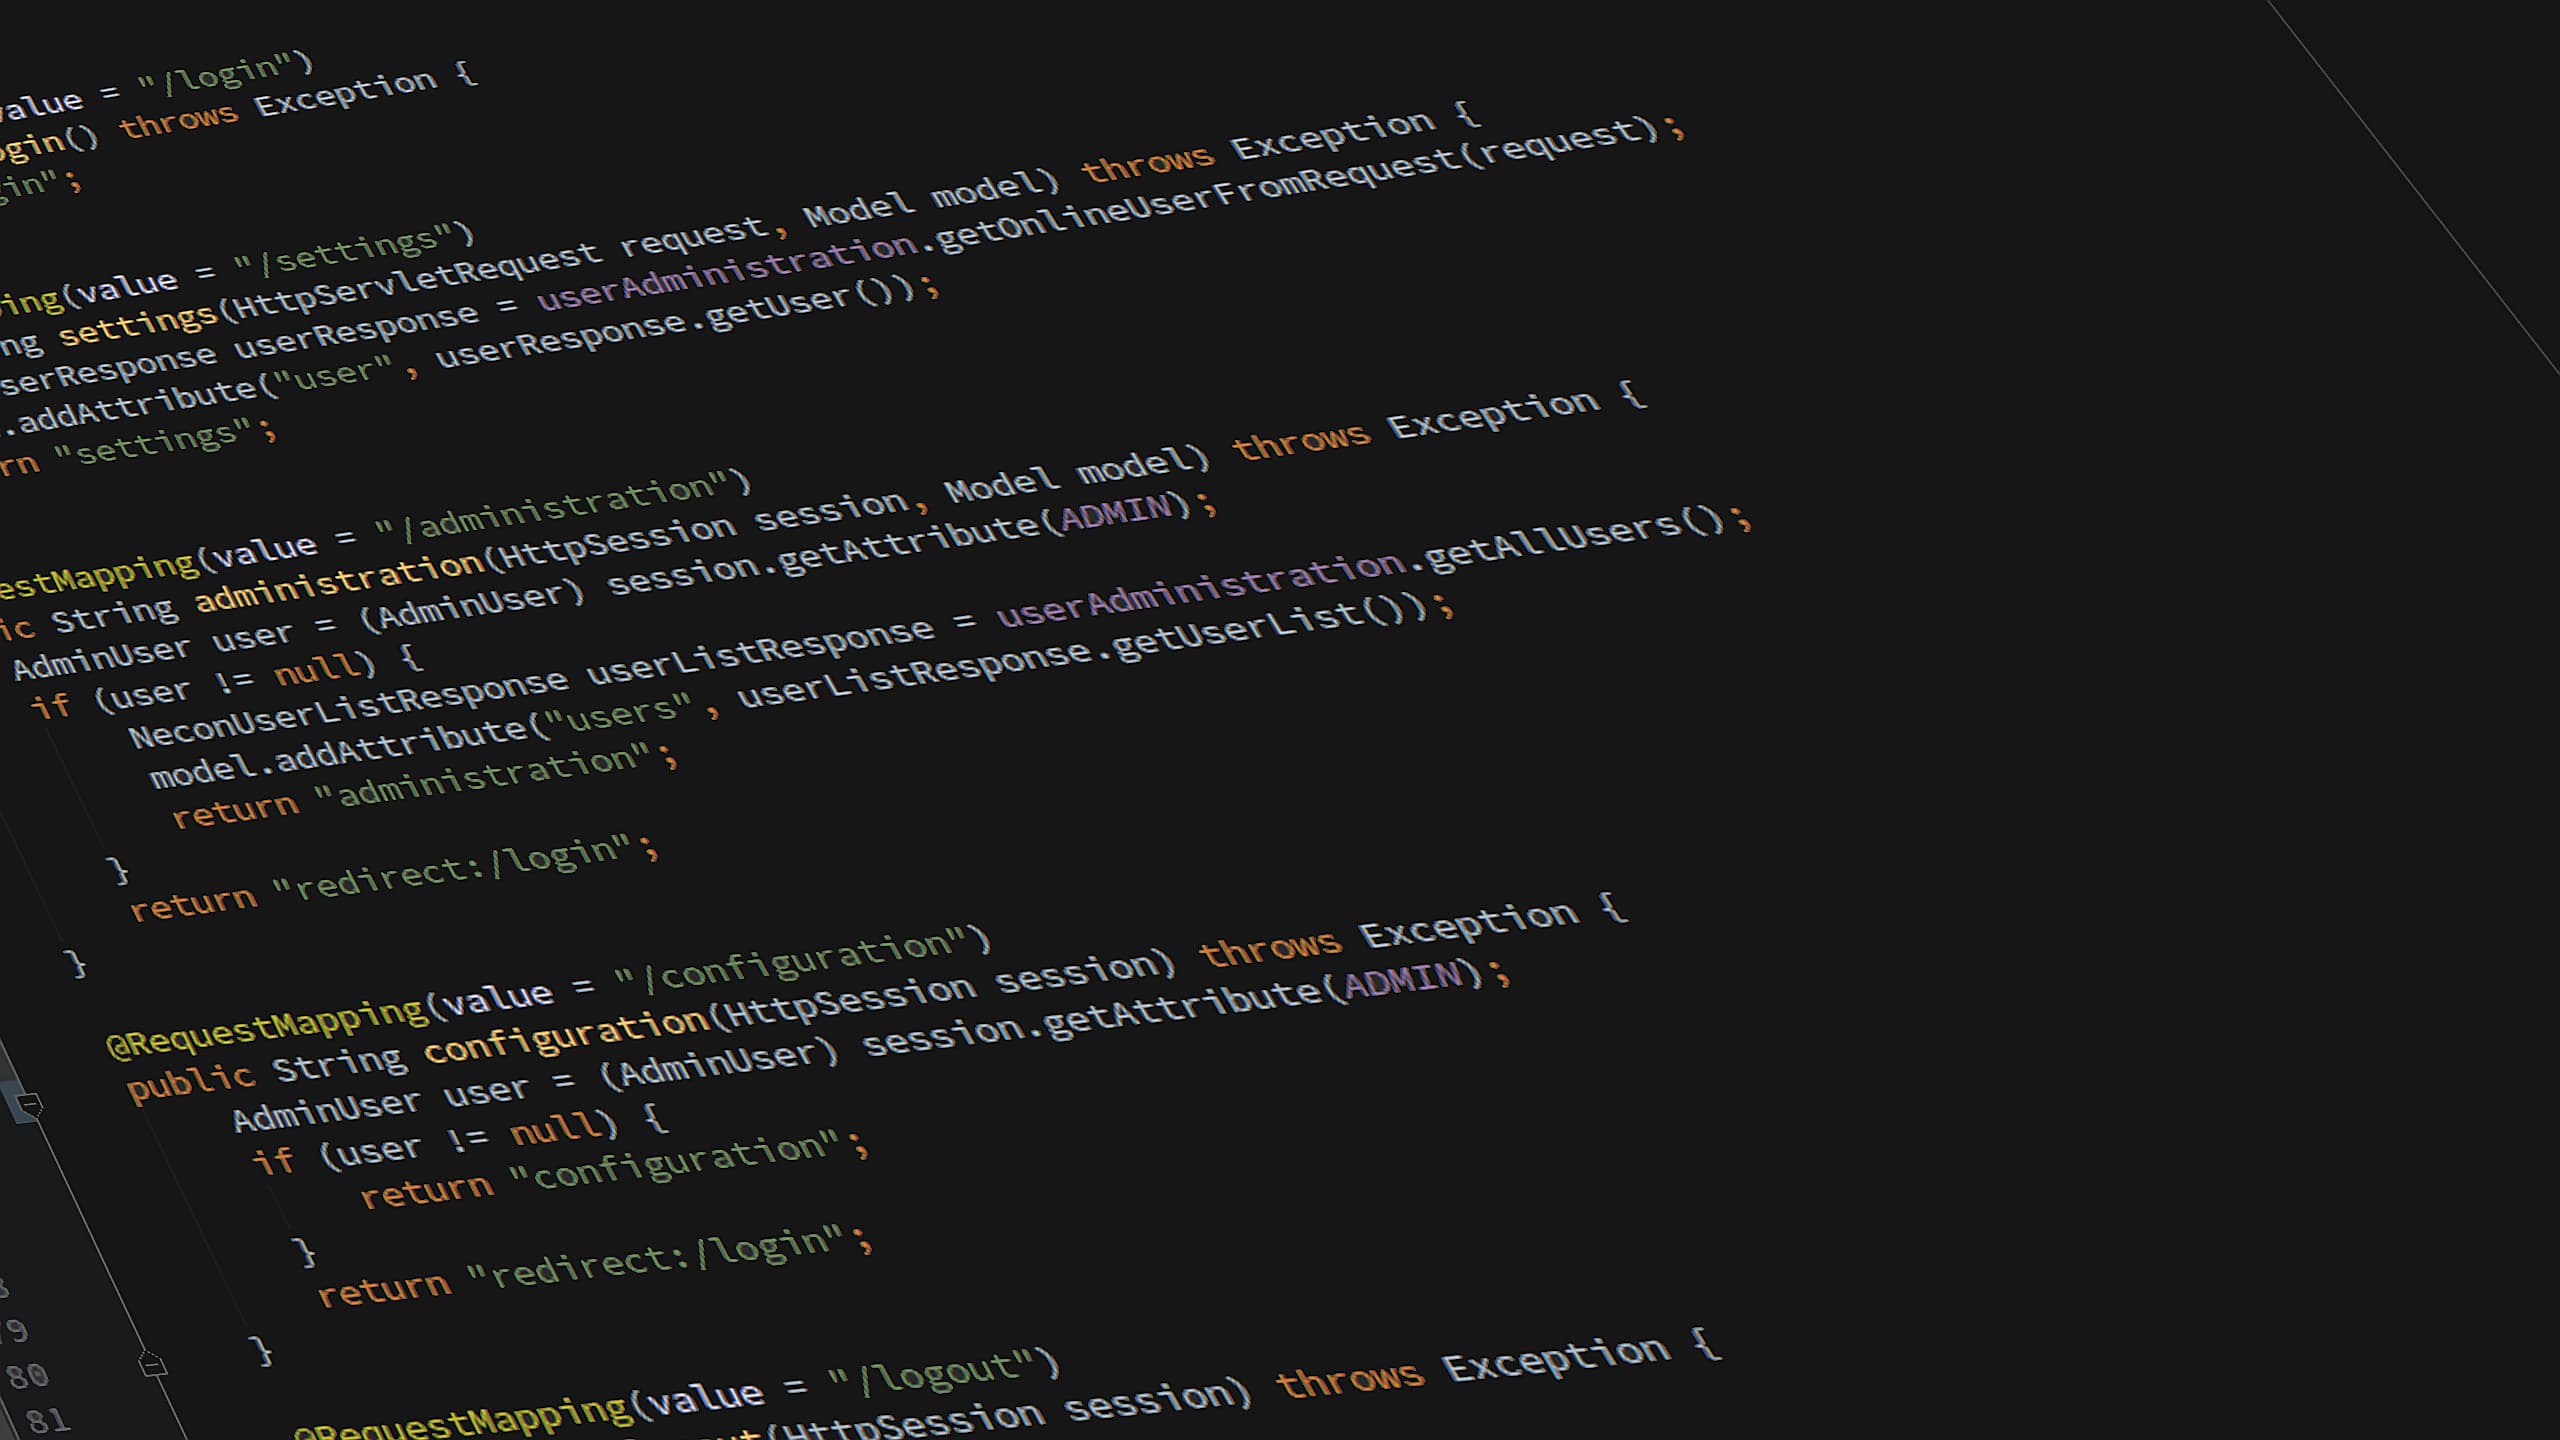 value = "/login")
ogin() throws Exception {
gin";
ping(value = "/settings")
ng settings(HttpServletRequest request, Model model) throws Exception {
serResponse userResponse = userAdministration.getOnlineUserFromRequest(request);
.addAttribute("user", userResponse.getUser());
rn "settings";
estMapping(value = "/administration")
ic String administration(HttpSession session, Model model) throws Exception {
AdminUser user = (AdminUser) session.getAttribute(ADMIN);
if (user != null) {
NeconUserListResponse userListResponse = userAdministration.getAllUsers();
model.addAttribute("users", userListResponse.getUserList());
return "administration";
}
return "redirect:/login";
}
@RequestMapping(value = "/configuration")
public String configuration(HttpSession session) throws Exception {
AdminUser user = (AdminUser) session.getAttribute(ADMIN);
if (user != null) {
return "configuration";
}
return "redirect:/login";
79 }
80
81 @RequestMapping(value = "/logout")
(HttpSession session) throws Exception {